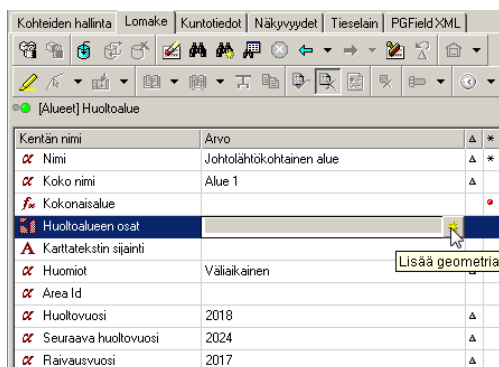 Kohteiden hallinta Lomake Kuntotiedot Näkyvyydet Tieselain PGField XML
[Alueet] Huoltoalue
Kentän nimi Arvo
Nimi Johtolähtökohtainen alue
Koko nimi Alue 1
Kokonaisalue
Huoltoalueen osat
Karttatekstin sijainti
Lisää geometria
Huomiot Väliaikainen
Area Id
Huoltovuosi 2018
Seuraava huoltovuosi 2024
Raivausvuosi 2017